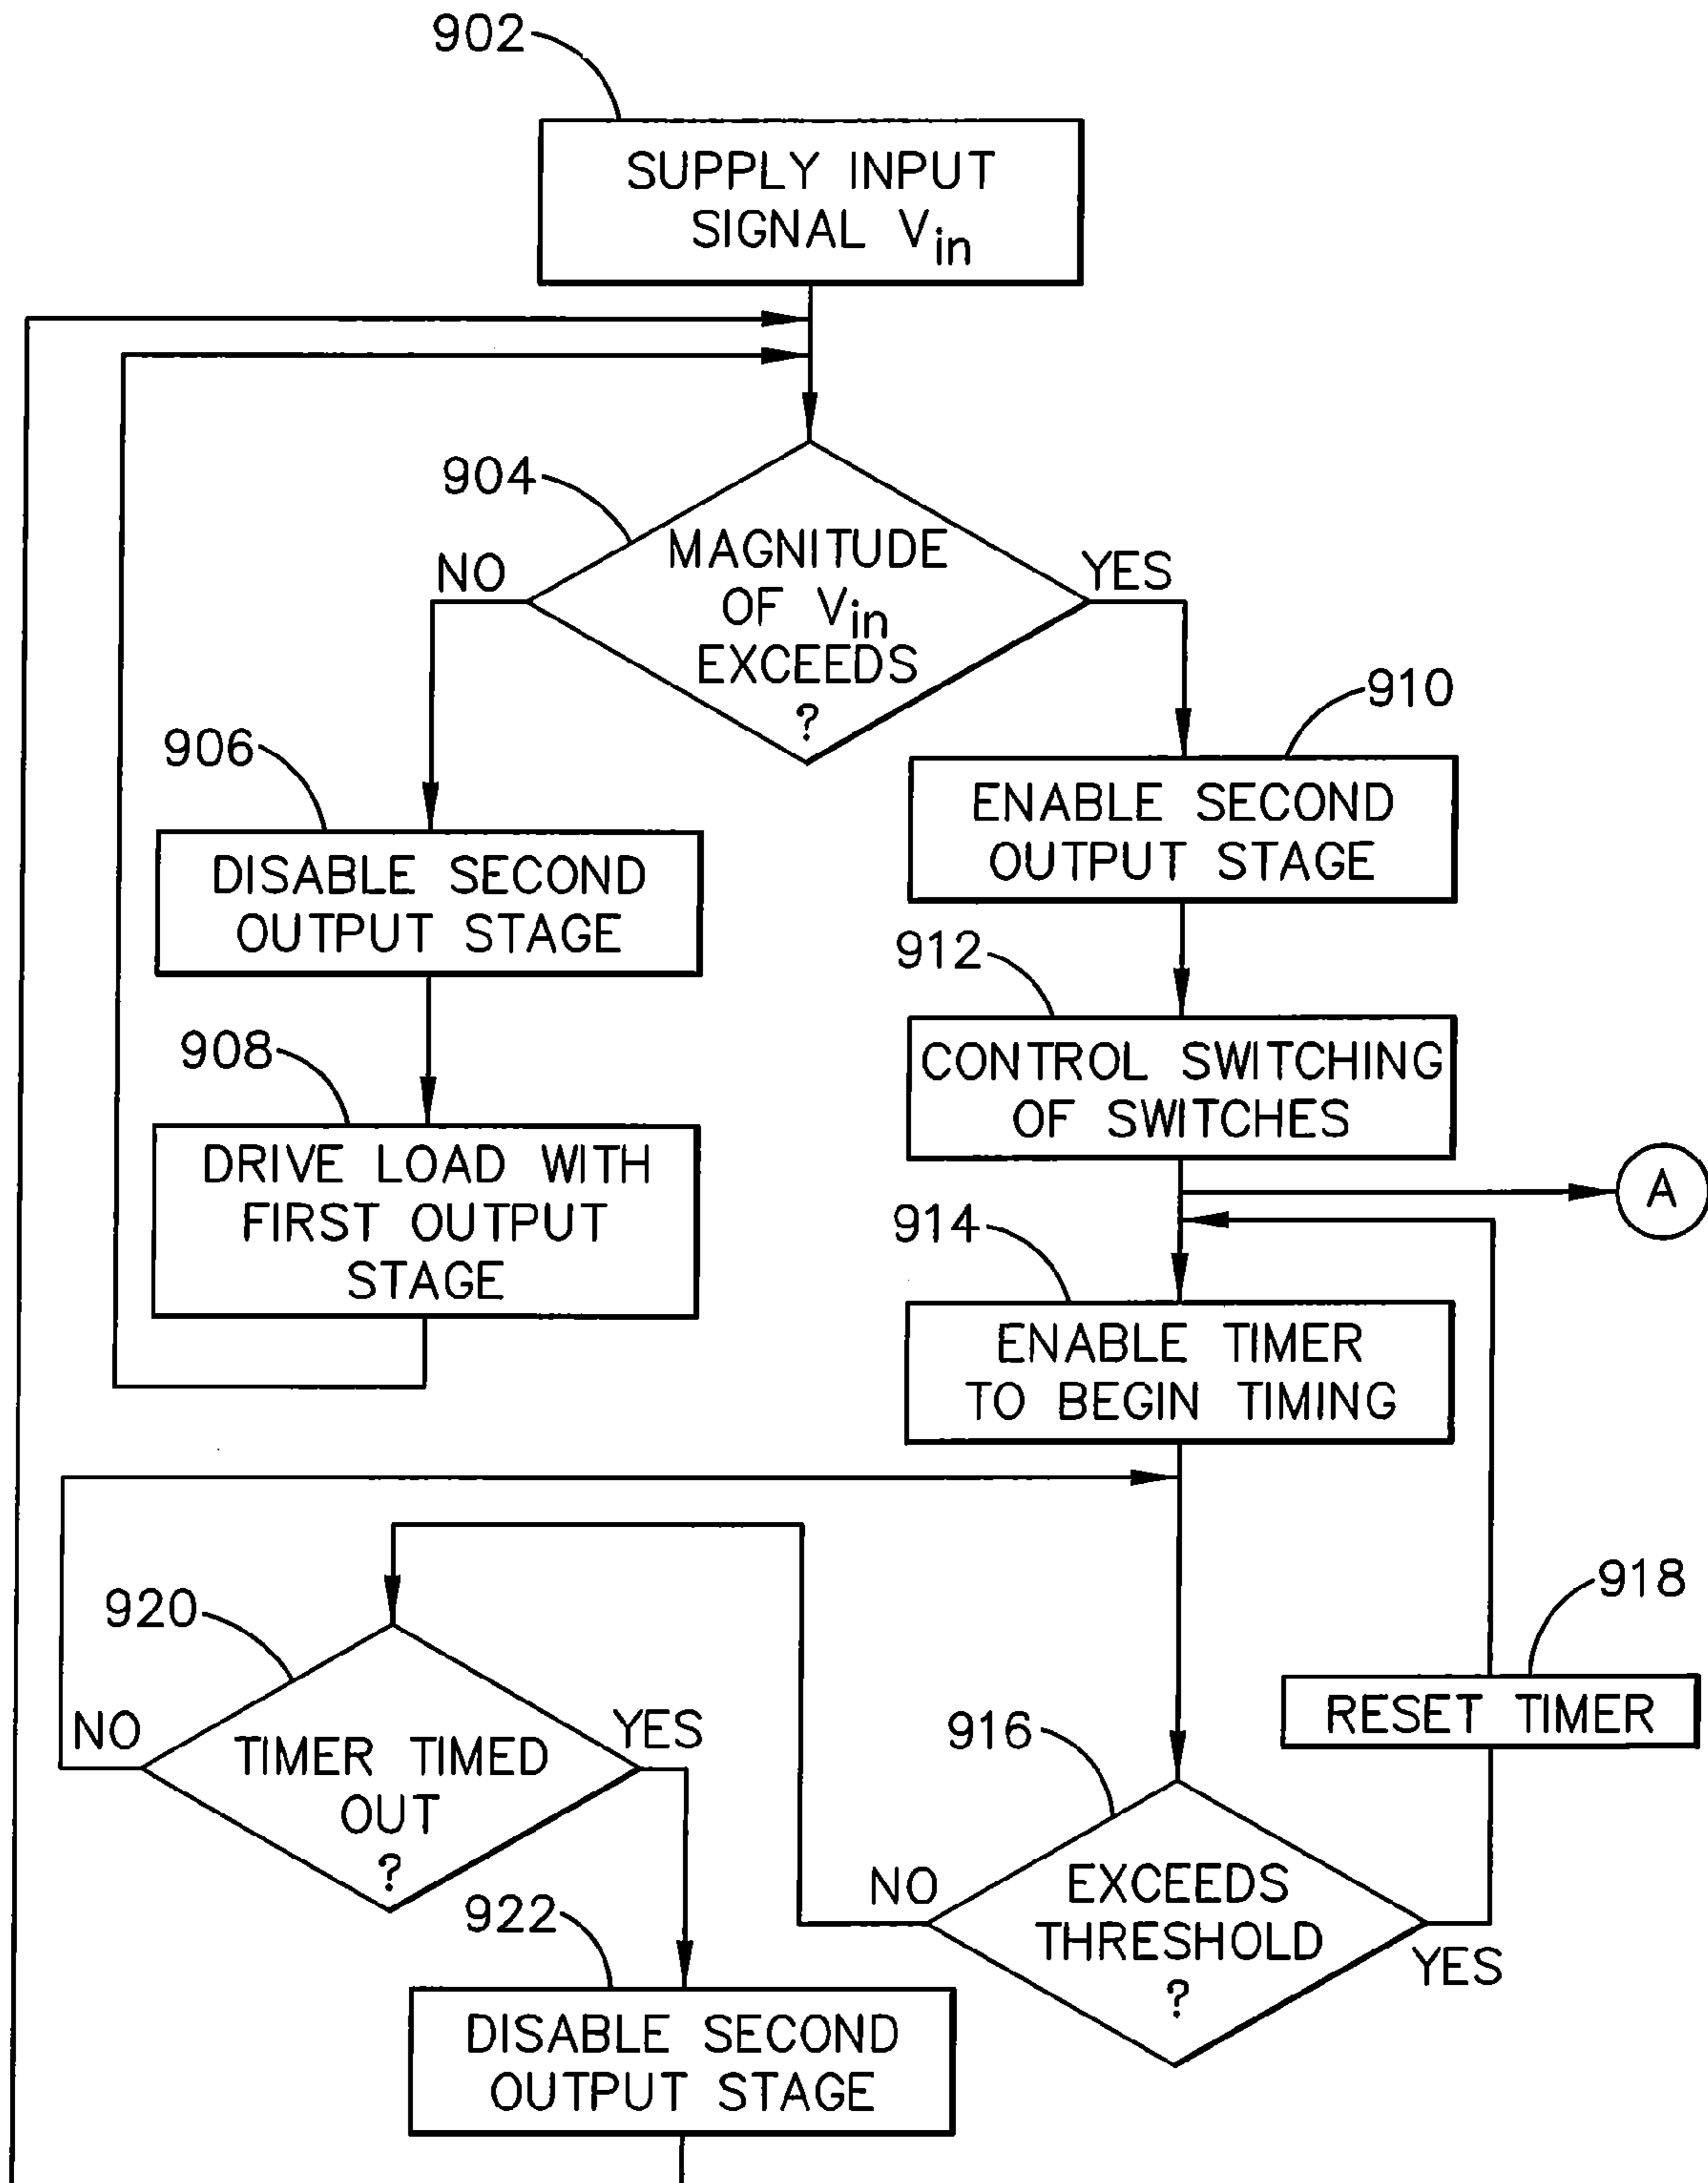 902
SUPPLY INPUT
SIGNAL Vin
904
MAGNITUDE
OF Vin
EXCEEDS
?
NO
YES
906
DISABLE SECOND
OUTPUT STAGE
910
ENABLE SECOND
OUTPUT STAGE
908
DRIVE LOAD WITH
FIRST OUTPUT
STAGE
912
CONTROL SWITCHING
OF SWITCHES
A
914
ENABLE TIMER
TO BEGIN TIMING
918
RESET TIMER
920
TIMER TIMED
OUT
?
NO
YES
916
EXCEEDS
THRESHOLD
?
NO
YES
922
DISABLE SECOND
OUTPUT STAGE